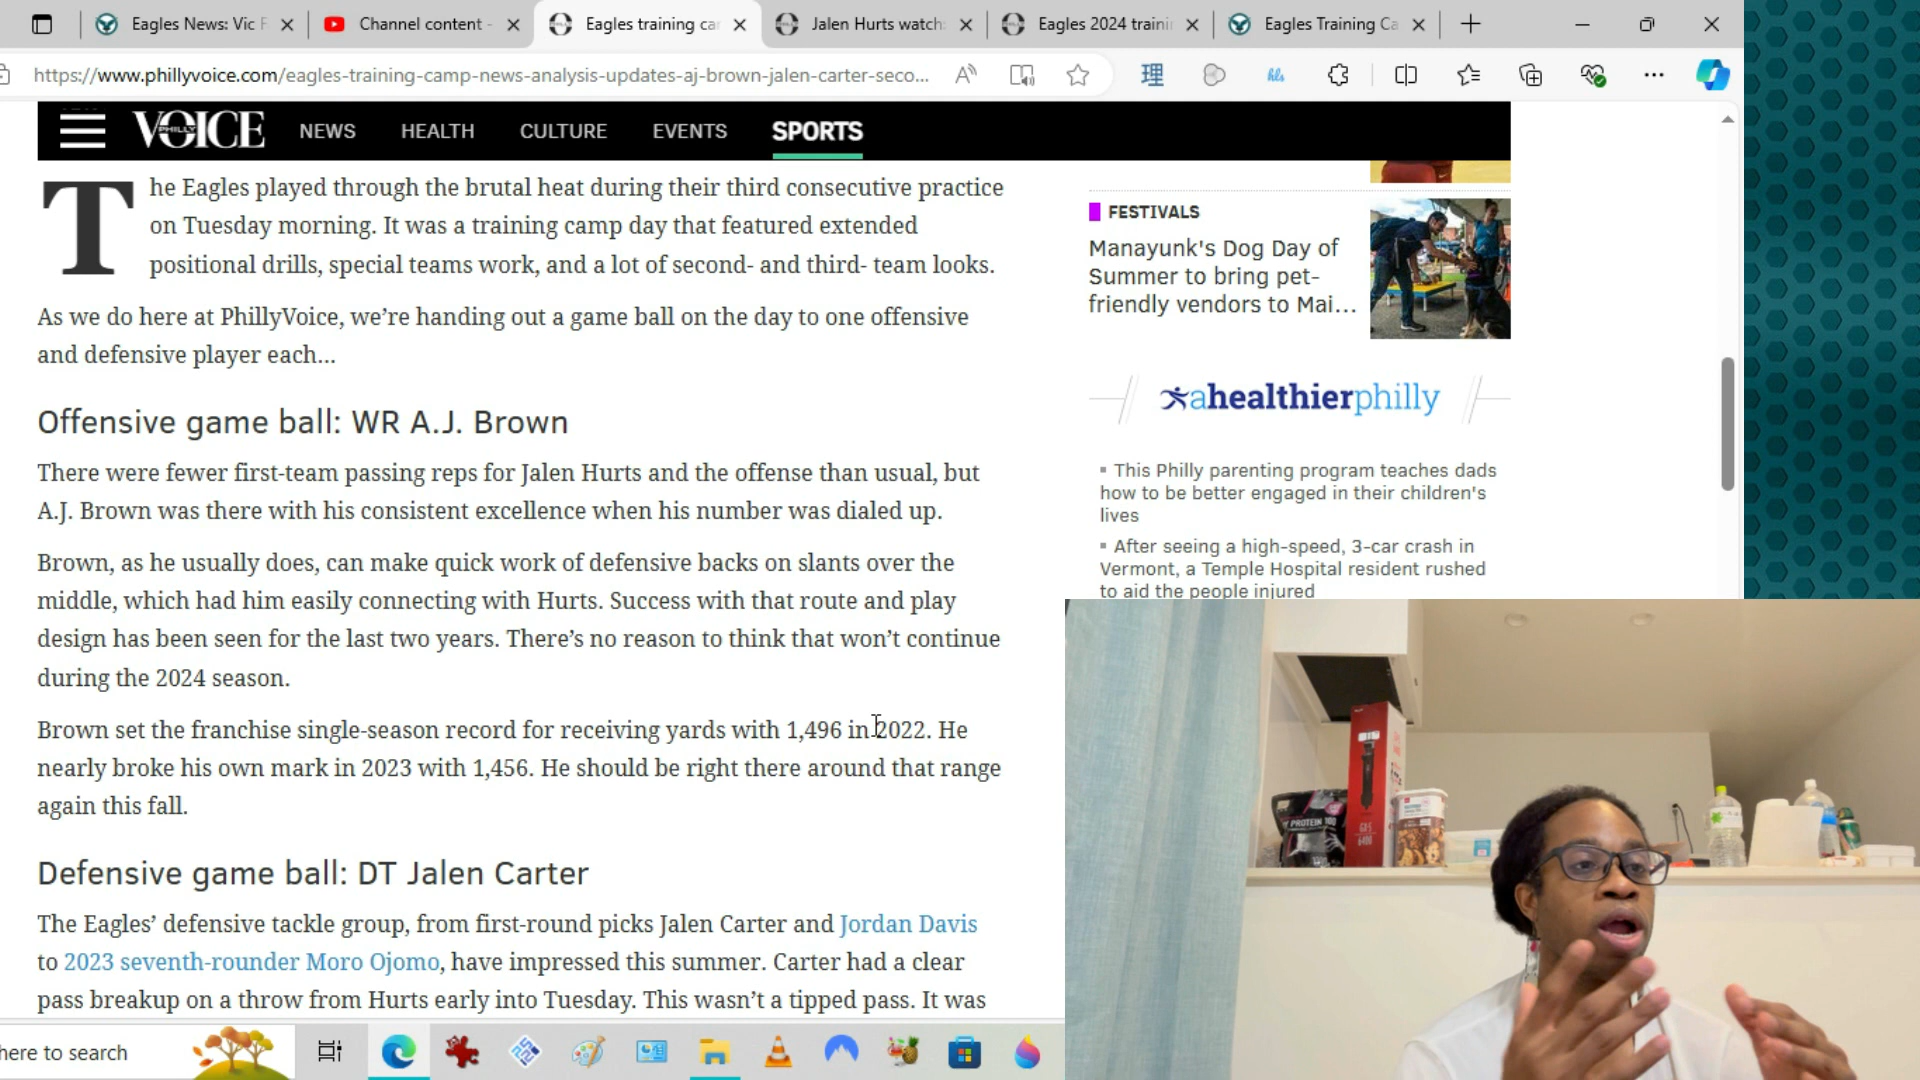 Eagles News: Vic F
Channel content -
Eagles training ca
Jalen Hurts watch:
Eagles 2024 traini
Eagles Training Ca
https://www.phillyvoice.com/eagles-training-camp-news-analysis-updates-aj-brown-jalen-carter-seco...
理
hls
PHILLY VOICE
NEWS
HEALTH
CULTURE
EVENTS
SPORTS
The Eagles played through the brutal heat during their third consecutive practice
on Tuesday morning. It was a training camp day that featured extended
positional drills, special teams work, and a lot of second- and third- team looks.
As we do here at PhillyVoice, we’re handing out a game ball on the day to one offensive
and defensive player each...
Offensive game ball: WR A.J. Brown
There were fewer first-team passing reps for Jalen Hurts and the offense than usual, but
A.J. Brown was there with his consistent excellence when his number was dialed up.
Brown, as he usually does, can make quick work of defensive backs on slants over the
middle, which had him easily connecting with Hurts. Success with that route and play
design has been seen for the last two years. There’s no reason to think that won’t continue
during the 2024 season.
Brown set the franchise single-season record for receiving yards with 1,496 in 2022. He
nearly broke his own mark in 2023 with 1,456. He should be right there around that range
again this fall.
Defensive game ball: DT Jalen Carter
The Eagles’ defensive tackle group, from first-round picks Jalen Carter and Jordan Davis
to 2023 seventh-rounder Moro Ojomo, have impressed this summer. Carter had a clear
pass breakup on a throw from Hurts early into Tuesday. This wasn’t a tipped pass. It was
FESTIVALS
Manayunk's Dog Day of
Summer to bring pet-
friendly vendors to Mai...
ahealthierphilly
This Philly parenting program teaches dads
how to be better engaged in their children's
lives
After seeing a high-speed, 3-car crash in
Vermont, a Temple Hospital resident rushed
to aid the people injured
PROTEIN 100
here to search